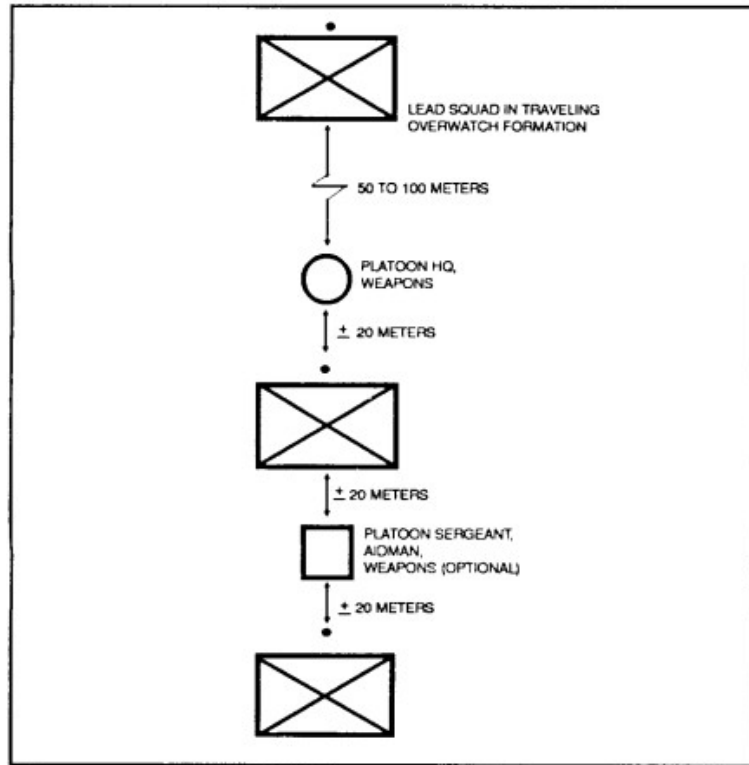 LEAD SQUAD IN TRAVELING
OVERWATCH FORMATION
50 TO 100 METERS
PLATOON HQ,
WEAPONS
± 20 METERS
± 20 METERS
PLATOON SERGEANT,
AIDMAN,
WEAPONS (OPTIONAL)
± 20 METERS